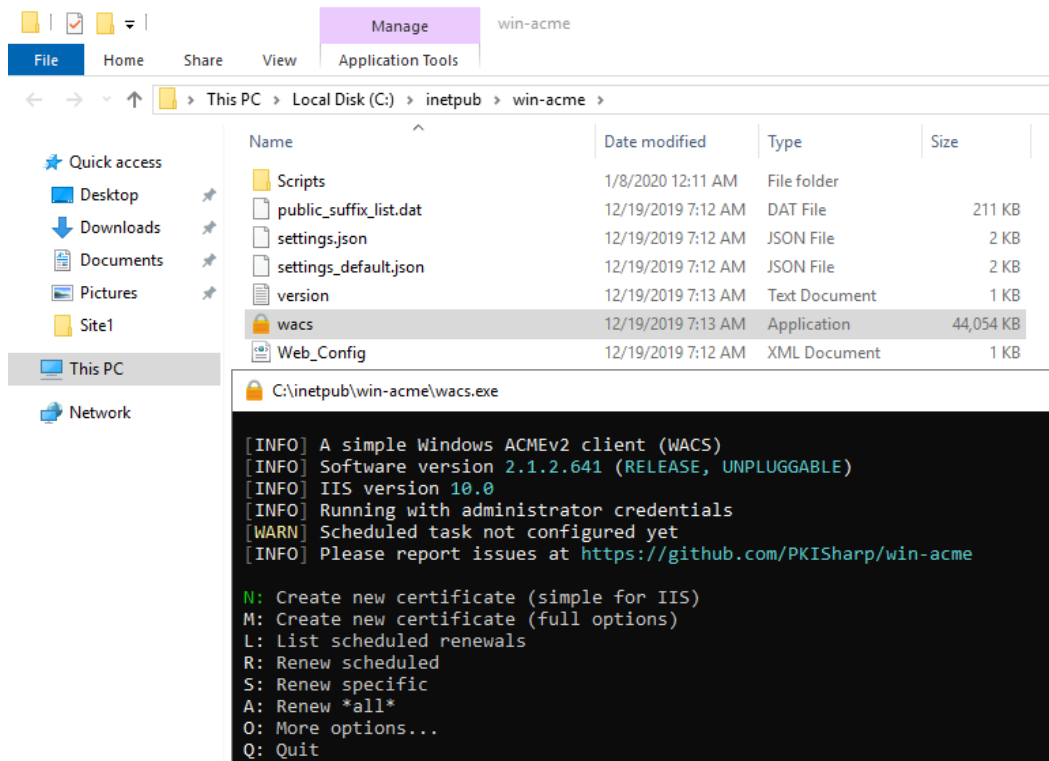 Manage
win-acme
File
Home
Share
View
Application Tools
This PC > Local Disk (C:) > inetpub > win-acme >
Name
Date modified
Type
Size
Quick access
Desktop
Downloads
Documents
Pictures
Site1
This PC
Network
Scripts 1/8/2020 12:11 AM File folder
public_suffix_list.dat 12/19/2019 7:12 AM DAT File 211 KB
settings.json 12/19/2019 7:12 AM JSON File 2 KB
settings_default.json 12/19/2019 7:12 AM JSON File 2 KB
version 12/19/2019 7:13 AM Text Document 1 KB
wacs 12/19/2019 7:13 AM Application 44,054 KB
Web_Config 12/19/2019 7:12 AM XML Document 1 KB
C:\inetpub\win-acme\wacs.exe
[INFO] A simple Windows ACMEv2 client (WACS)
[INFO] Software version 2.1.2.641 (RELEASE, UNPLUGGABLE)
[INFO] IIS version 10.0
[INFO] Running with administrator credentials
[WARN] Scheduled task not configured yet
[INFO] Please report issues at https://github.com/PKISharp/win-acme
N: Create new certificate (simple for IIS)
M: Create new certificate (full options)
L: List scheduled renewals
R: Renew scheduled
S: Renew specific
A: Renew *all*
O: More options...
Q: Quit